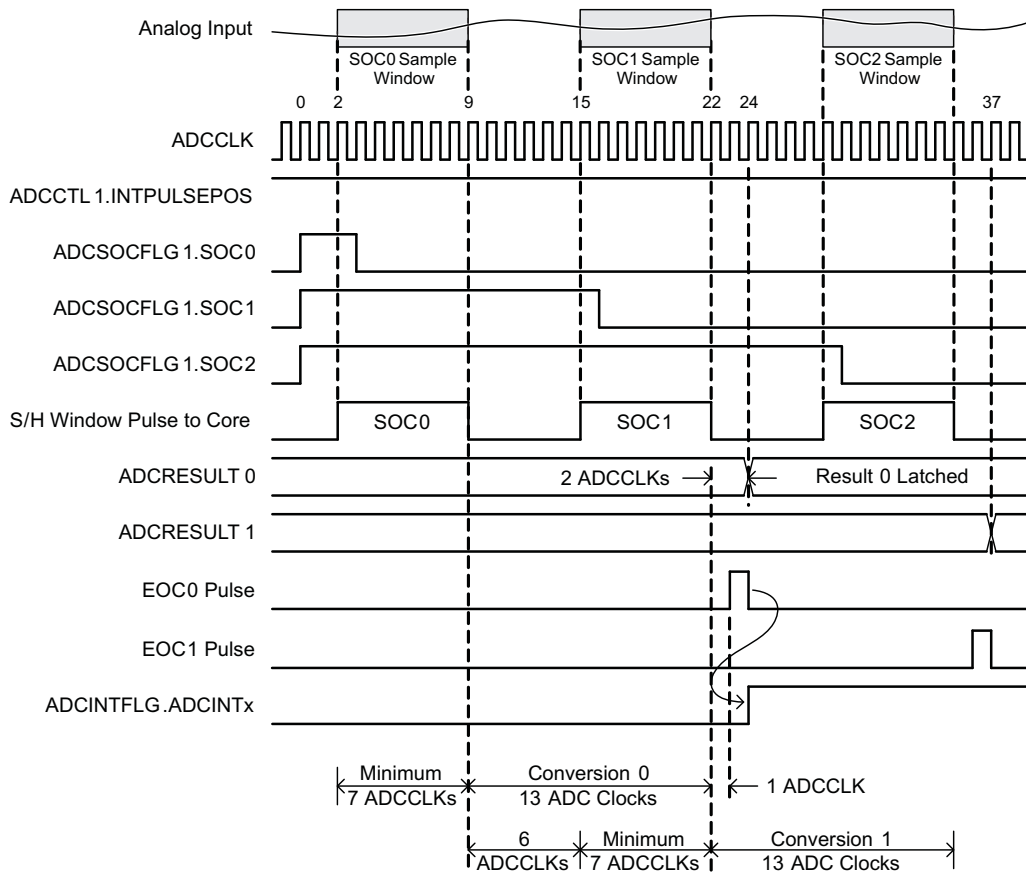 Analog Input
SOC0 Sample
Window
SOC1 Sample
Window
SOC2 Sample
Window
0 2 9 15 22 24 37
ADCCLK
ADCCTL 1.INTPULSEPOS
ADCSOCFLG 1.SOC0
ADCSOCFLG 1.SOC1
ADCSOCFLG 1.SOC2
S/H Window Pulse to Core
SOC0 SOC1 SOC2
ADCRESULT 0
2 ADCCLKs
Result 0 Latched
ADCRESULT 1
EOC0 Pulse
EOC1 Pulse
ADCINTFLG .ADCINTx
Minimum
7 ADCCLKs
Conversion 0
13 ADC Clocks
1 ADCCLK
6
ADCCLKs
Minimum
7 ADCCLKs
Conversion 1
13 ADC Clocks